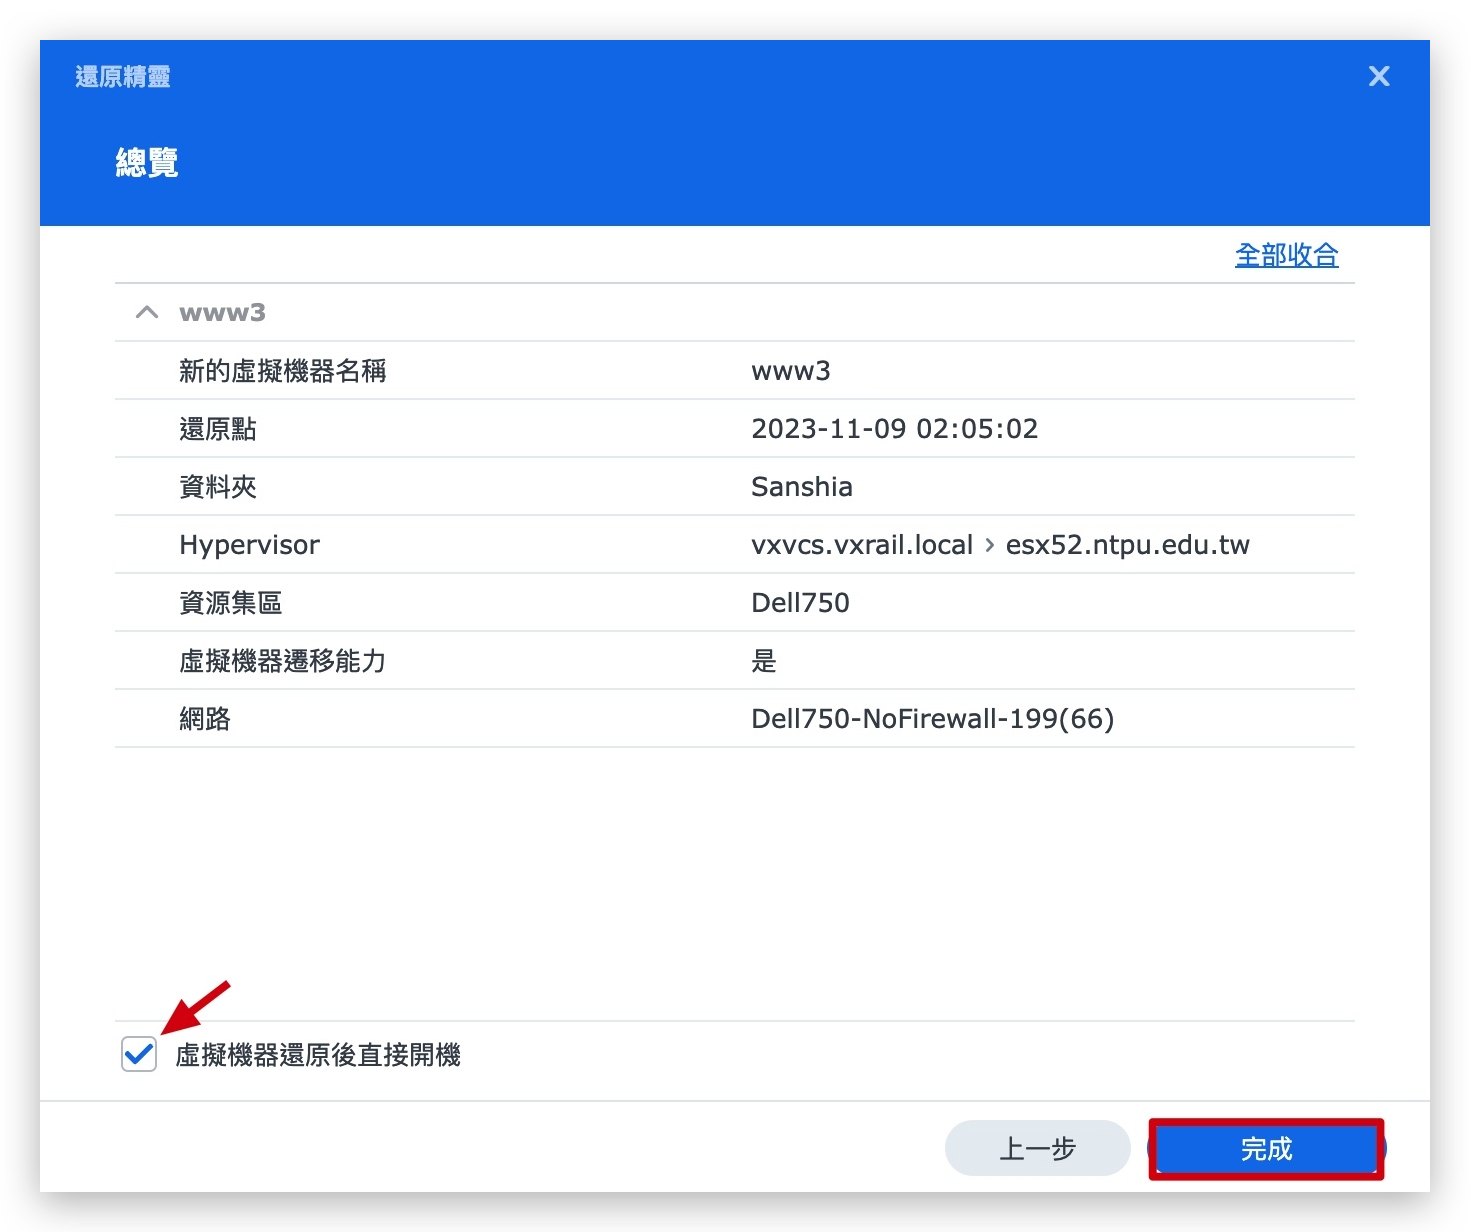 還原精靈
總覽
全部收合
www3
新的虛擬機器名稱 www3
還原點 2023-11-09 02:05:02
資料夾 Sanshia
Hypervisor vxvcs.vxrail.local › esx52.ntpu.edu.tw
資源集區 Dell750
虛擬機器遷移能力 是
網路 Dell750-NoFirewall-199(66)
虛擬機器還原後直接開機
上一步 完成